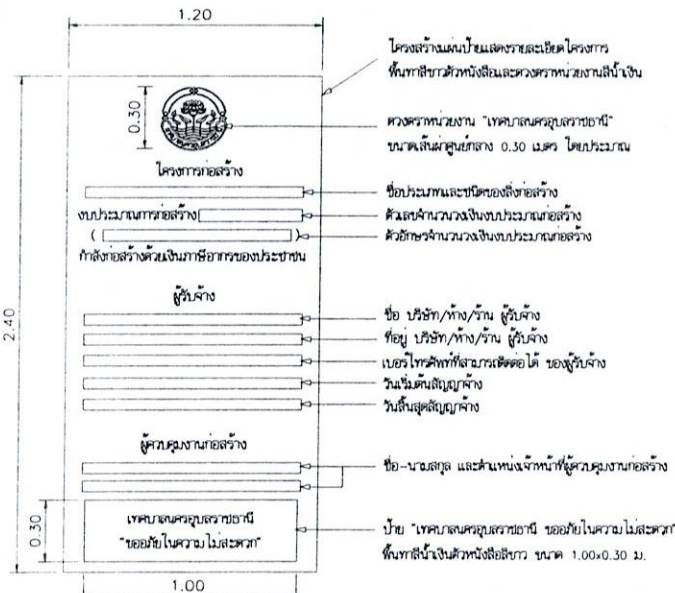 1.20
โครงสร้างแผ่นป้ายแสดงรายละเอียดโครงการ
พื้นทาสีขาวตัวหนังสือและดวงตราหน่วยงานสีน้ำเงิน
0.30
ดวงตราหน่วยงาน "เทศบาลนครอุบลราชธานี"
ขนาดเส้นผ่าศูนย์กลาง 0.30 เมตร โดยประมาณ
โครงการก่อสร้าง
ชื่อประเภทและชนิดของสิ่งก่อสร้าง
งบประมาณการก่อสร้าง
ตัวเลขจำนวนวงเงินงบประมาณก่อสร้าง
( )
ตัวอักษรจำนวนวงเงินงบประมาณก่อสร้าง
กำลังก่อสร้างด้วยเงินภาษีอากรของประชาชน
2.40
ผู้รับจ้าง
ชื่อ บริษัท/ห้าง/ร้าน ผู้รับจ้าง
ที่อยู่ บริษัท/ห้าง/ร้าน ผู้รับจ้าง
เบอร์โทรศัพท์ที่สามารถติดต่อได้ ของผู้รับจ้าง
วันเริ่มต้นสัญญาจ้าง
วันสิ้นสุดสัญญาจ้าง
ผู้ควบคุมงานก่อสร้าง
ชื่อ-นามสกุล และตำแหน่งเจ้าหน้าที่ผู้ควบคุมงานก่อสร้าง
0.30
เทศบาลนครอุบลราชธานี
"ขออภัยในความไม่สะดวก"
ป้าย "เทศบาลนครอุบลราชธานี ขออภัยในความไม่สะดวก"
พื้นทาสีน้ำเงินตัวหนังสือสีขาว ขนาด 1.00x0.30 ม.
1.00